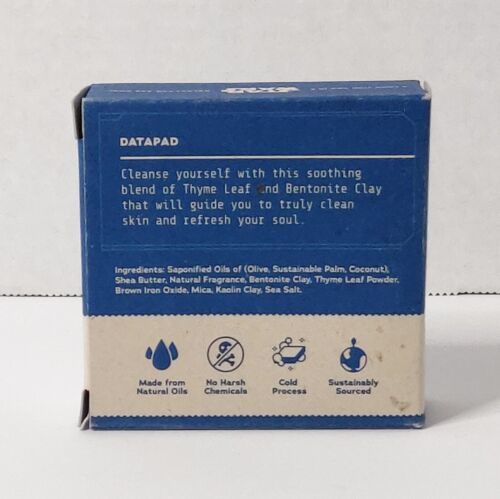 DATAPAD
Cleanse yourself with this soothing
blend of Thyme Leaf and Bentonite Clay
that will guide you to truly clean
skin and refresh your soul.
Ingredients: Saponified Oils of (Olive, Sustainable Palm, Coconut),
Shea Butter, Natural Fragrance, Bentonite Clay, Thyme Leaf Powder,
Brown Iron Oxide, Mica, Kaolin Clay, Sea Salt.
Made from
Natural Oils
No Harsh
Chemicals
Cold
Process
Sustainably
Sourced